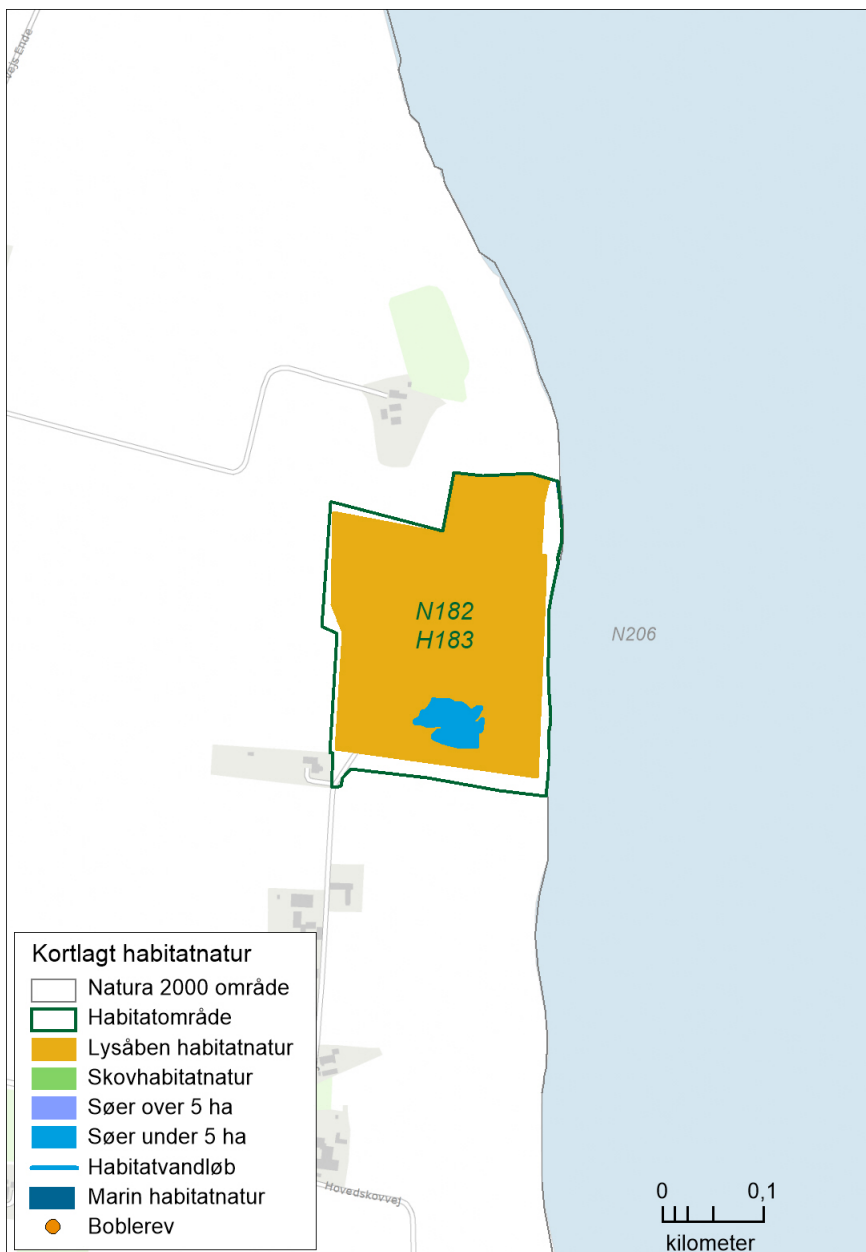 N182
H183
N206
Kortlagt habitatnatur
Natura 2000 område
Habitatområde
Lysåben habitatnatur
Skovhabitatnatur
Søer over 5 ha
Søer under 5 ha
Habitatvandløb
Marin habitatnatur
Boblerev
Hovedskovvej
0 0,1
kilometer